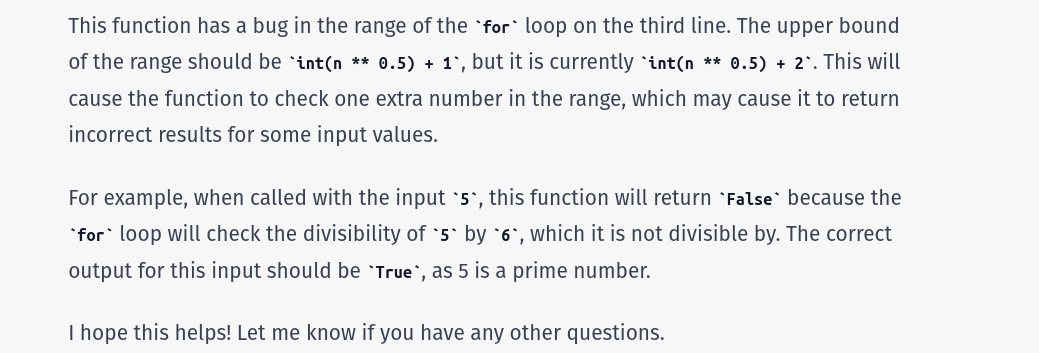 This function has a bug in the range of the `for` loop on the third line. The upper bound
of the range should be `int(n ** 0.5) + 1`, but it is currently `int(n ** 0.5) + 2`. This will
cause the function to check one extra number in the range, which may cause it to return
incorrect results for some input values.
For example, when called with the input `5`, this function will return `False` because the
`for` loop will check the divisibility of `5` by `6`, which it is not divisible by. The correct
output for this input should be `True`, as 5 is a prime number.
I hope this helps! Let me know if you have any other questions.